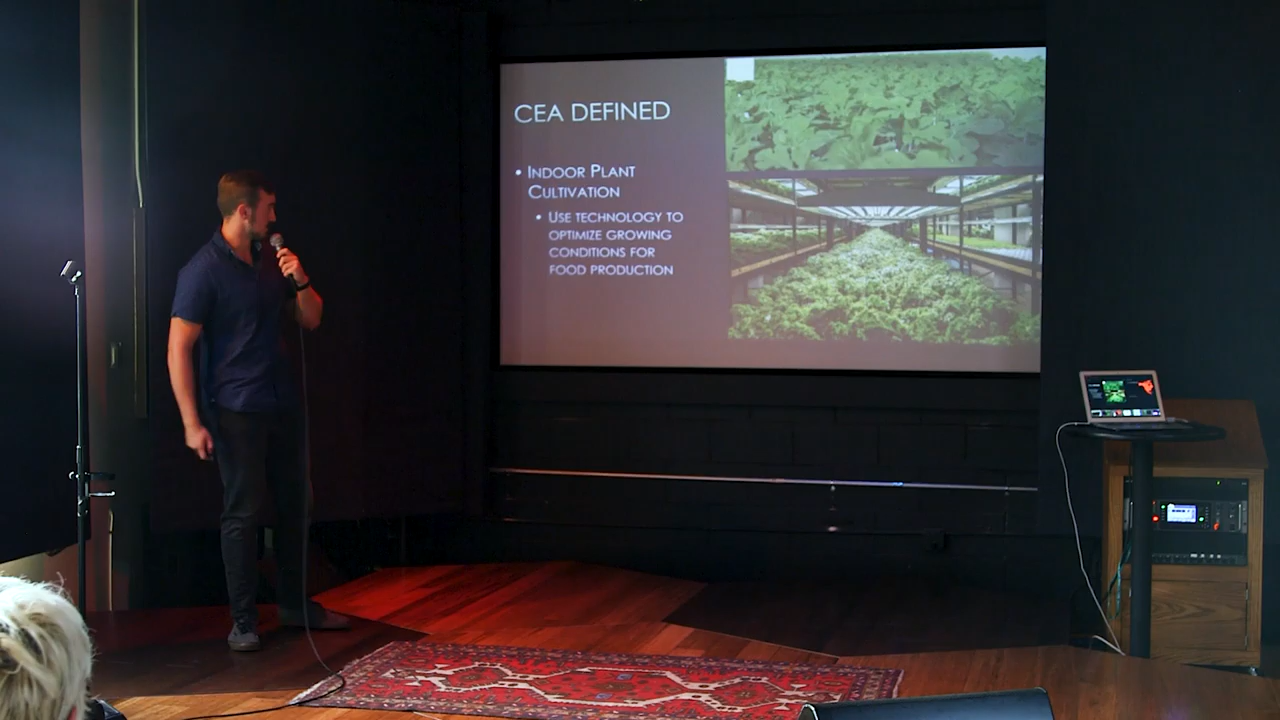 CEA DEFINED
• INDOOR PLANT
CULTIVATION
• USE TECHNOLOGY TO
OPTIMIZE GROWING
CONDITIONS FOR
FOOD PRODUCTION